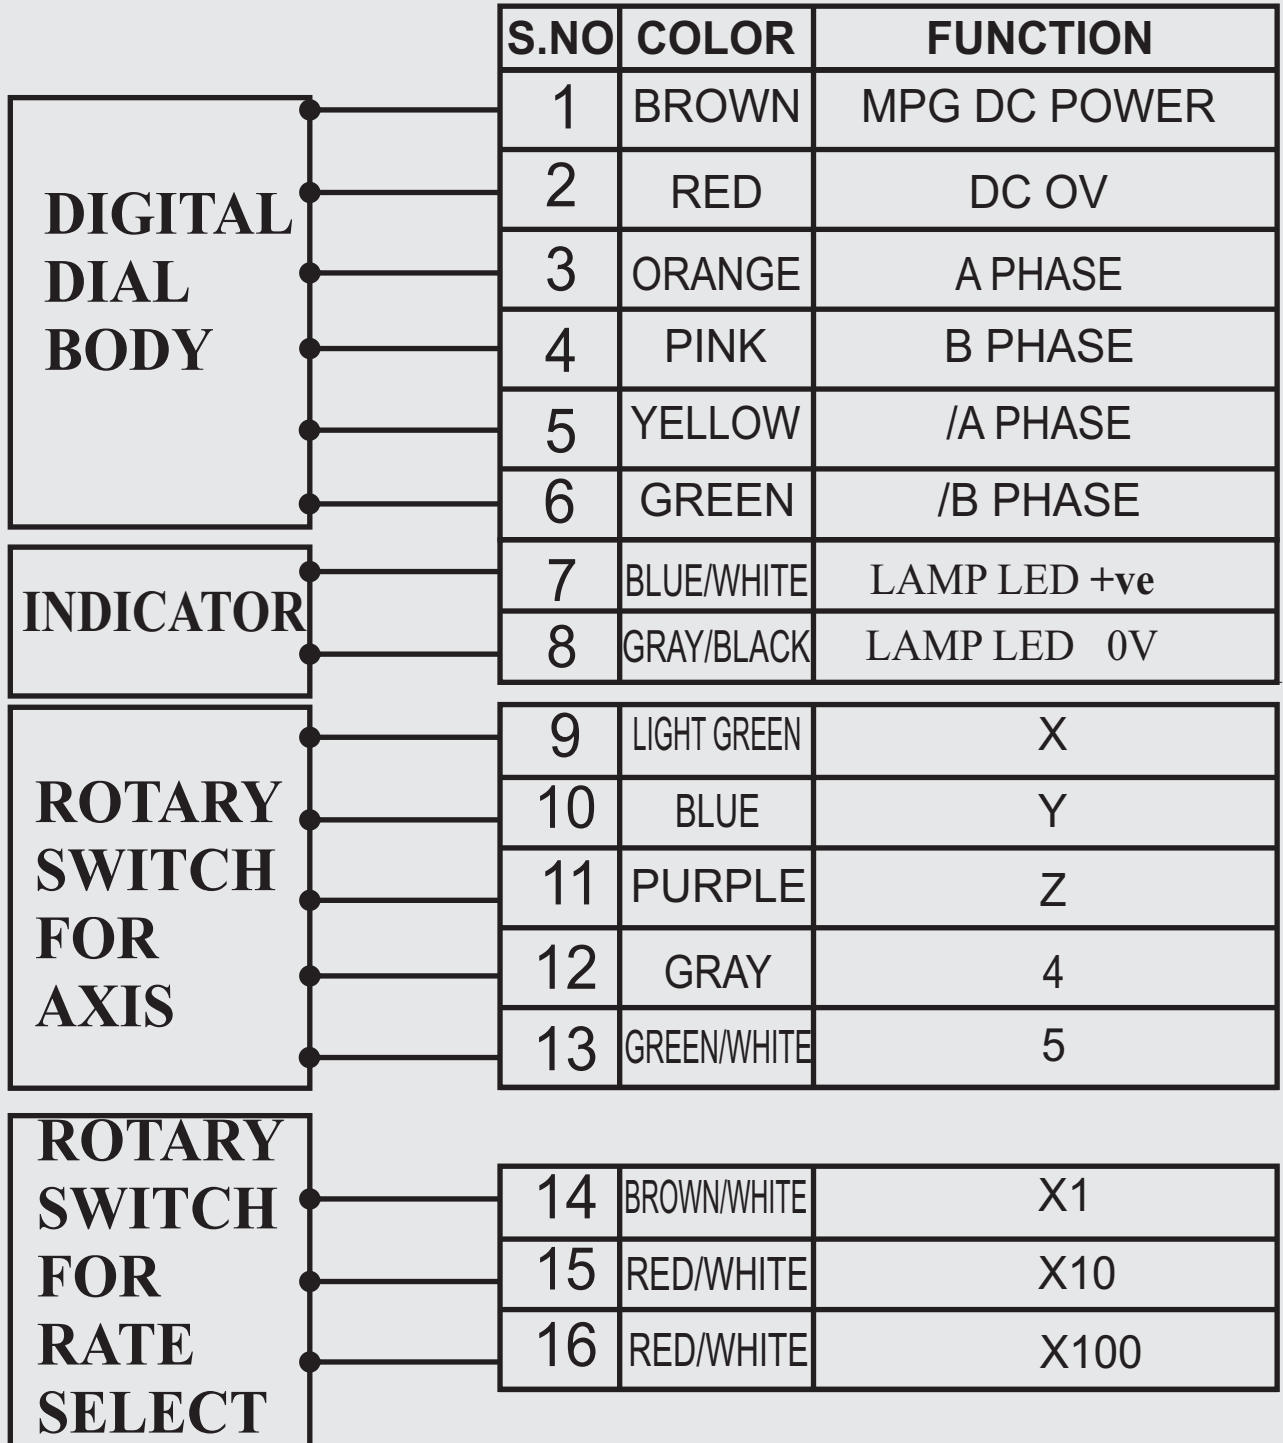 S.NO COLOR FUNCTION
1 BROWN MPG DC POWER
2 RED DC OV
3 ORANGE A PHASE
4 PINK B PHASE
5 YELLOW /A PHASE
6 GREEN /B PHASE
DIGITAL
DIAL
BODY
7 BLUE/WHITE LAMP LED +ve
8 GRAY/BLACK LAMP LED 0V
INDICATOR
9 LIGHT GREEN X
10 BLUE Y
11 PURPLE Z
12 GRAY 4
13 GREEN/WHITE 5
ROTARY
SWITCH
FOR
AXIS
14 BROWN/WHITE X1
15 RED/WHITE X10
16 RED/WHITE X100
ROTARY
SWITCH
FOR
RATE
SELECT